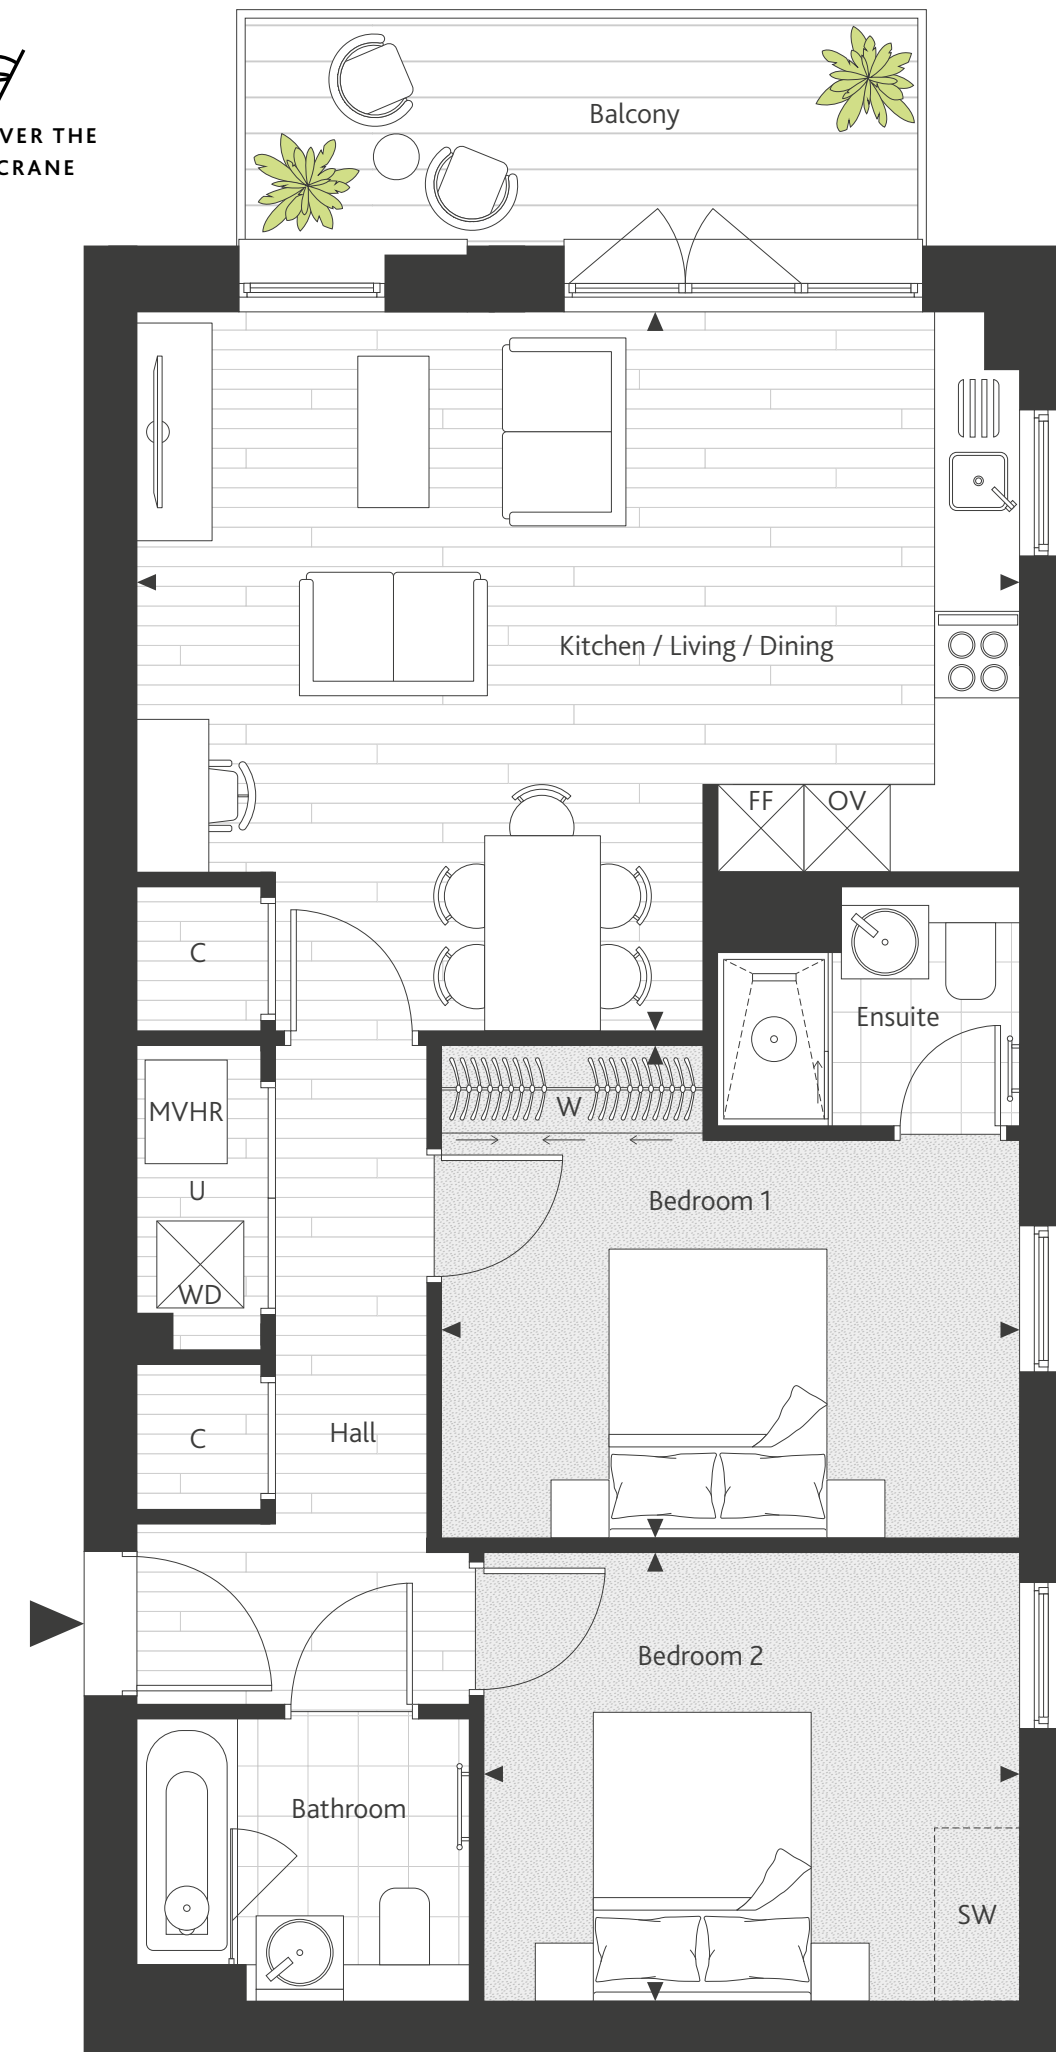 VER THE
CRANE
Balcony
Kitchen / Living / Dining
FF
OV
C
Ensuite
MVHR
W
U
Bedroom 1
WD
C
Hall
Bedroom 2
Bathroom
SW